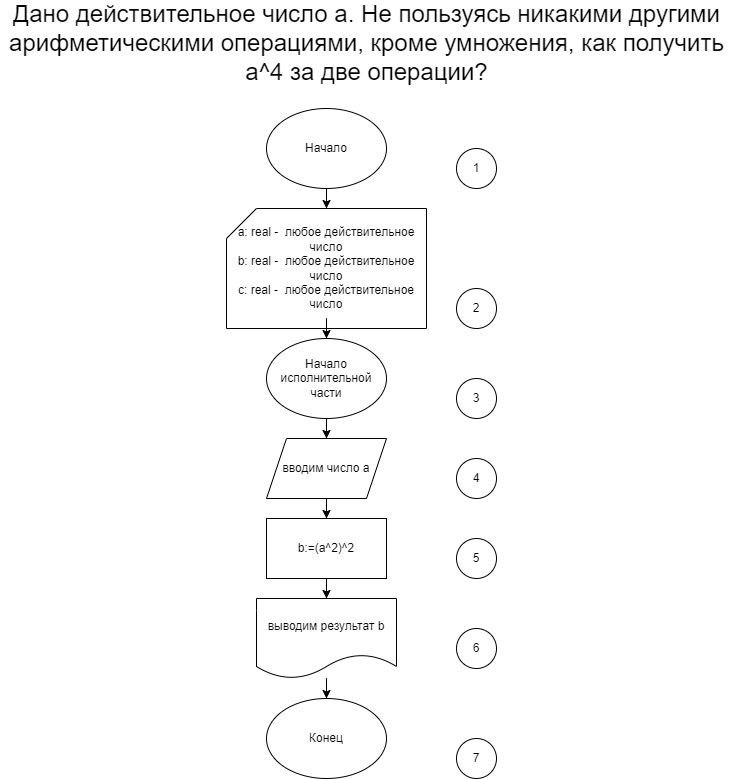 Дано действительное число a. Не пользуясь никакими другими
арифметическими операциями, кроме умножения, как получить
a^4 за две операции?
Начало
1
a: real -  любое действительное
число
b: real -  любое действительное
число
c: real -  любое действительное
число
2
Начало
исполнительной
части
3
вводим число a
4
b:=(a^2)^2
5
выводим результат b
6
Конец
7